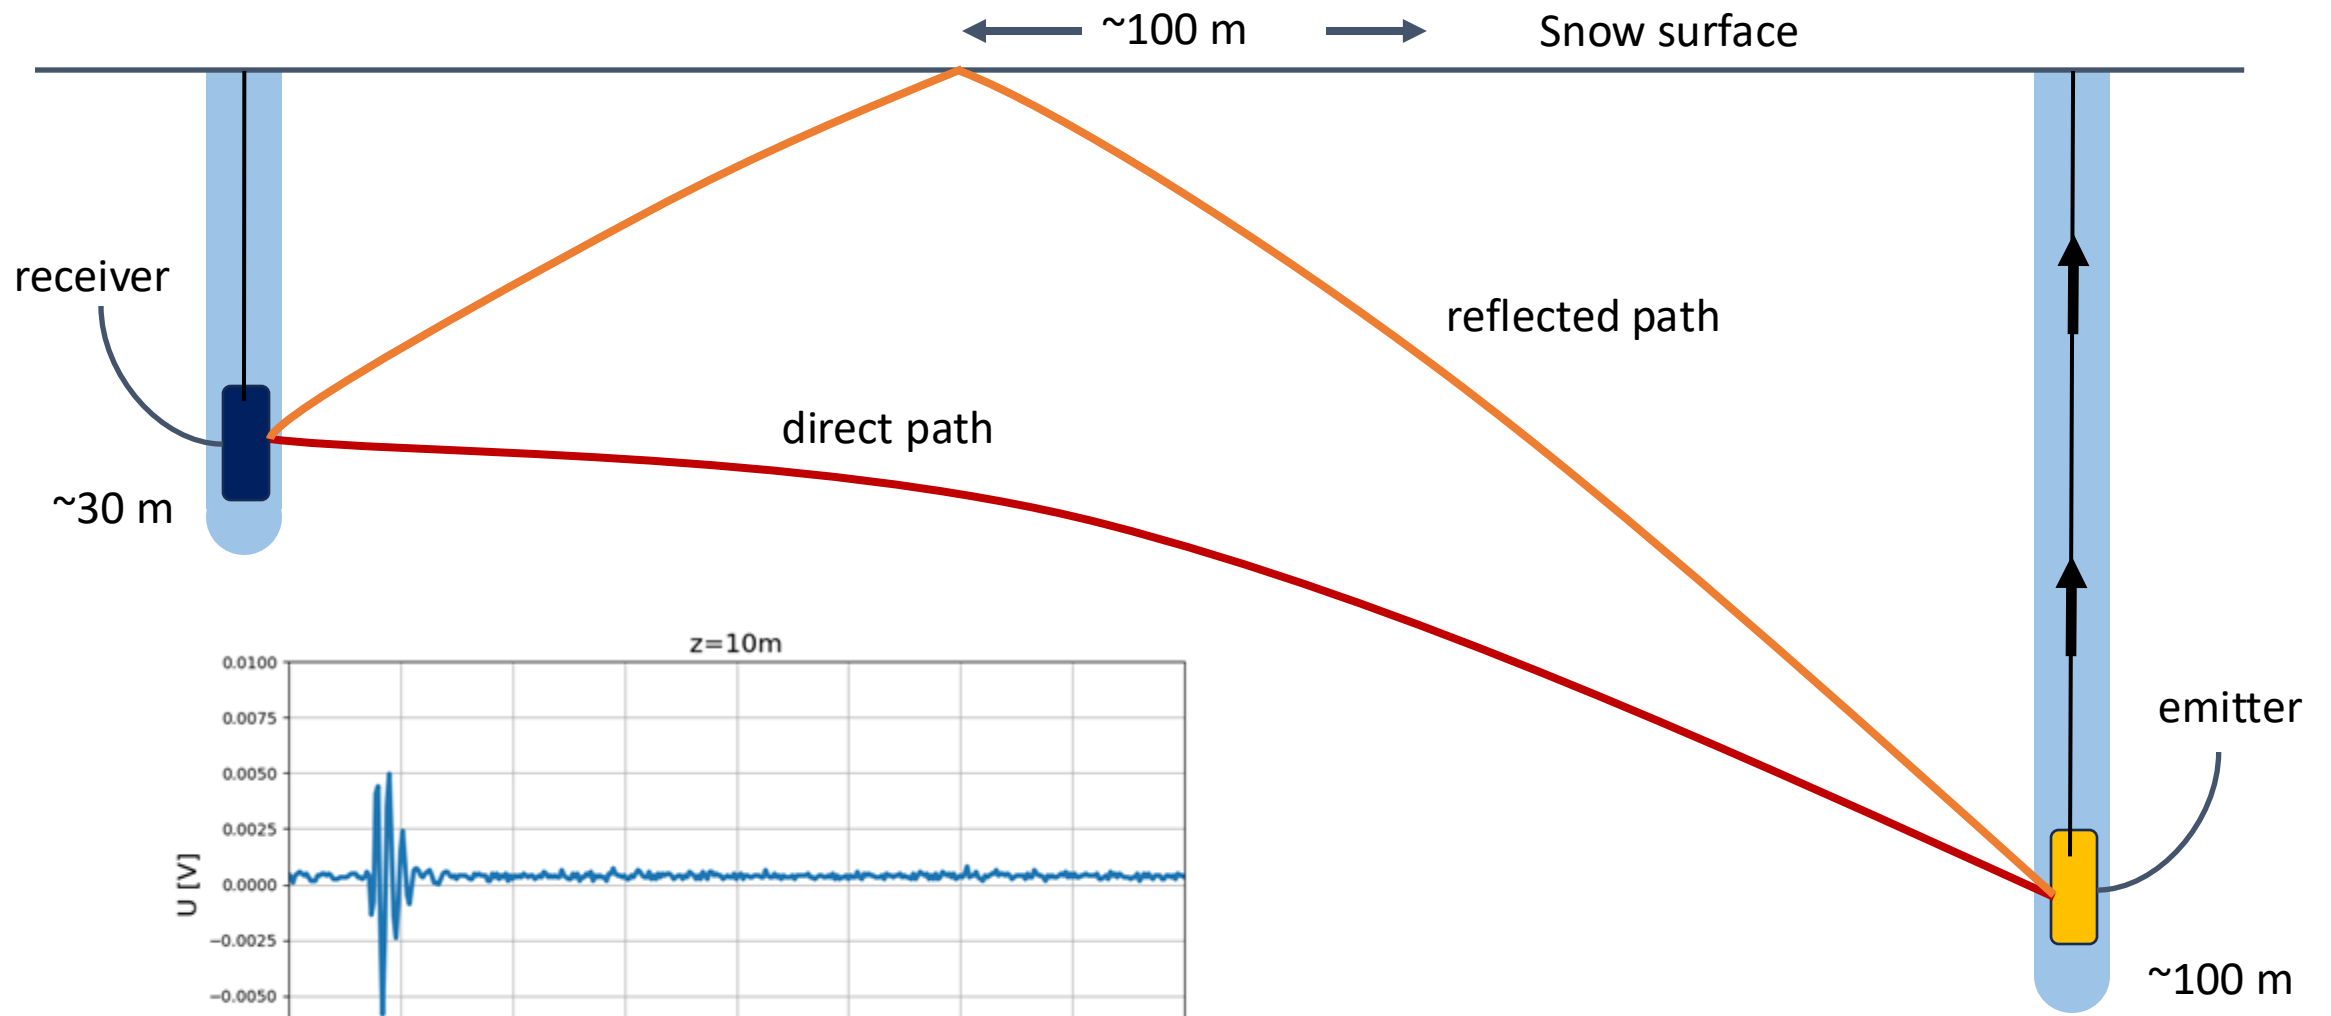 ~100 m
Snow surface
receiver
reflected path
direct path
~30 m
z=10m
0.0100
0.0075
0.0050
0.0025
0.0000
−0.0025
−0.0050
U [V]
emitter
~100 m